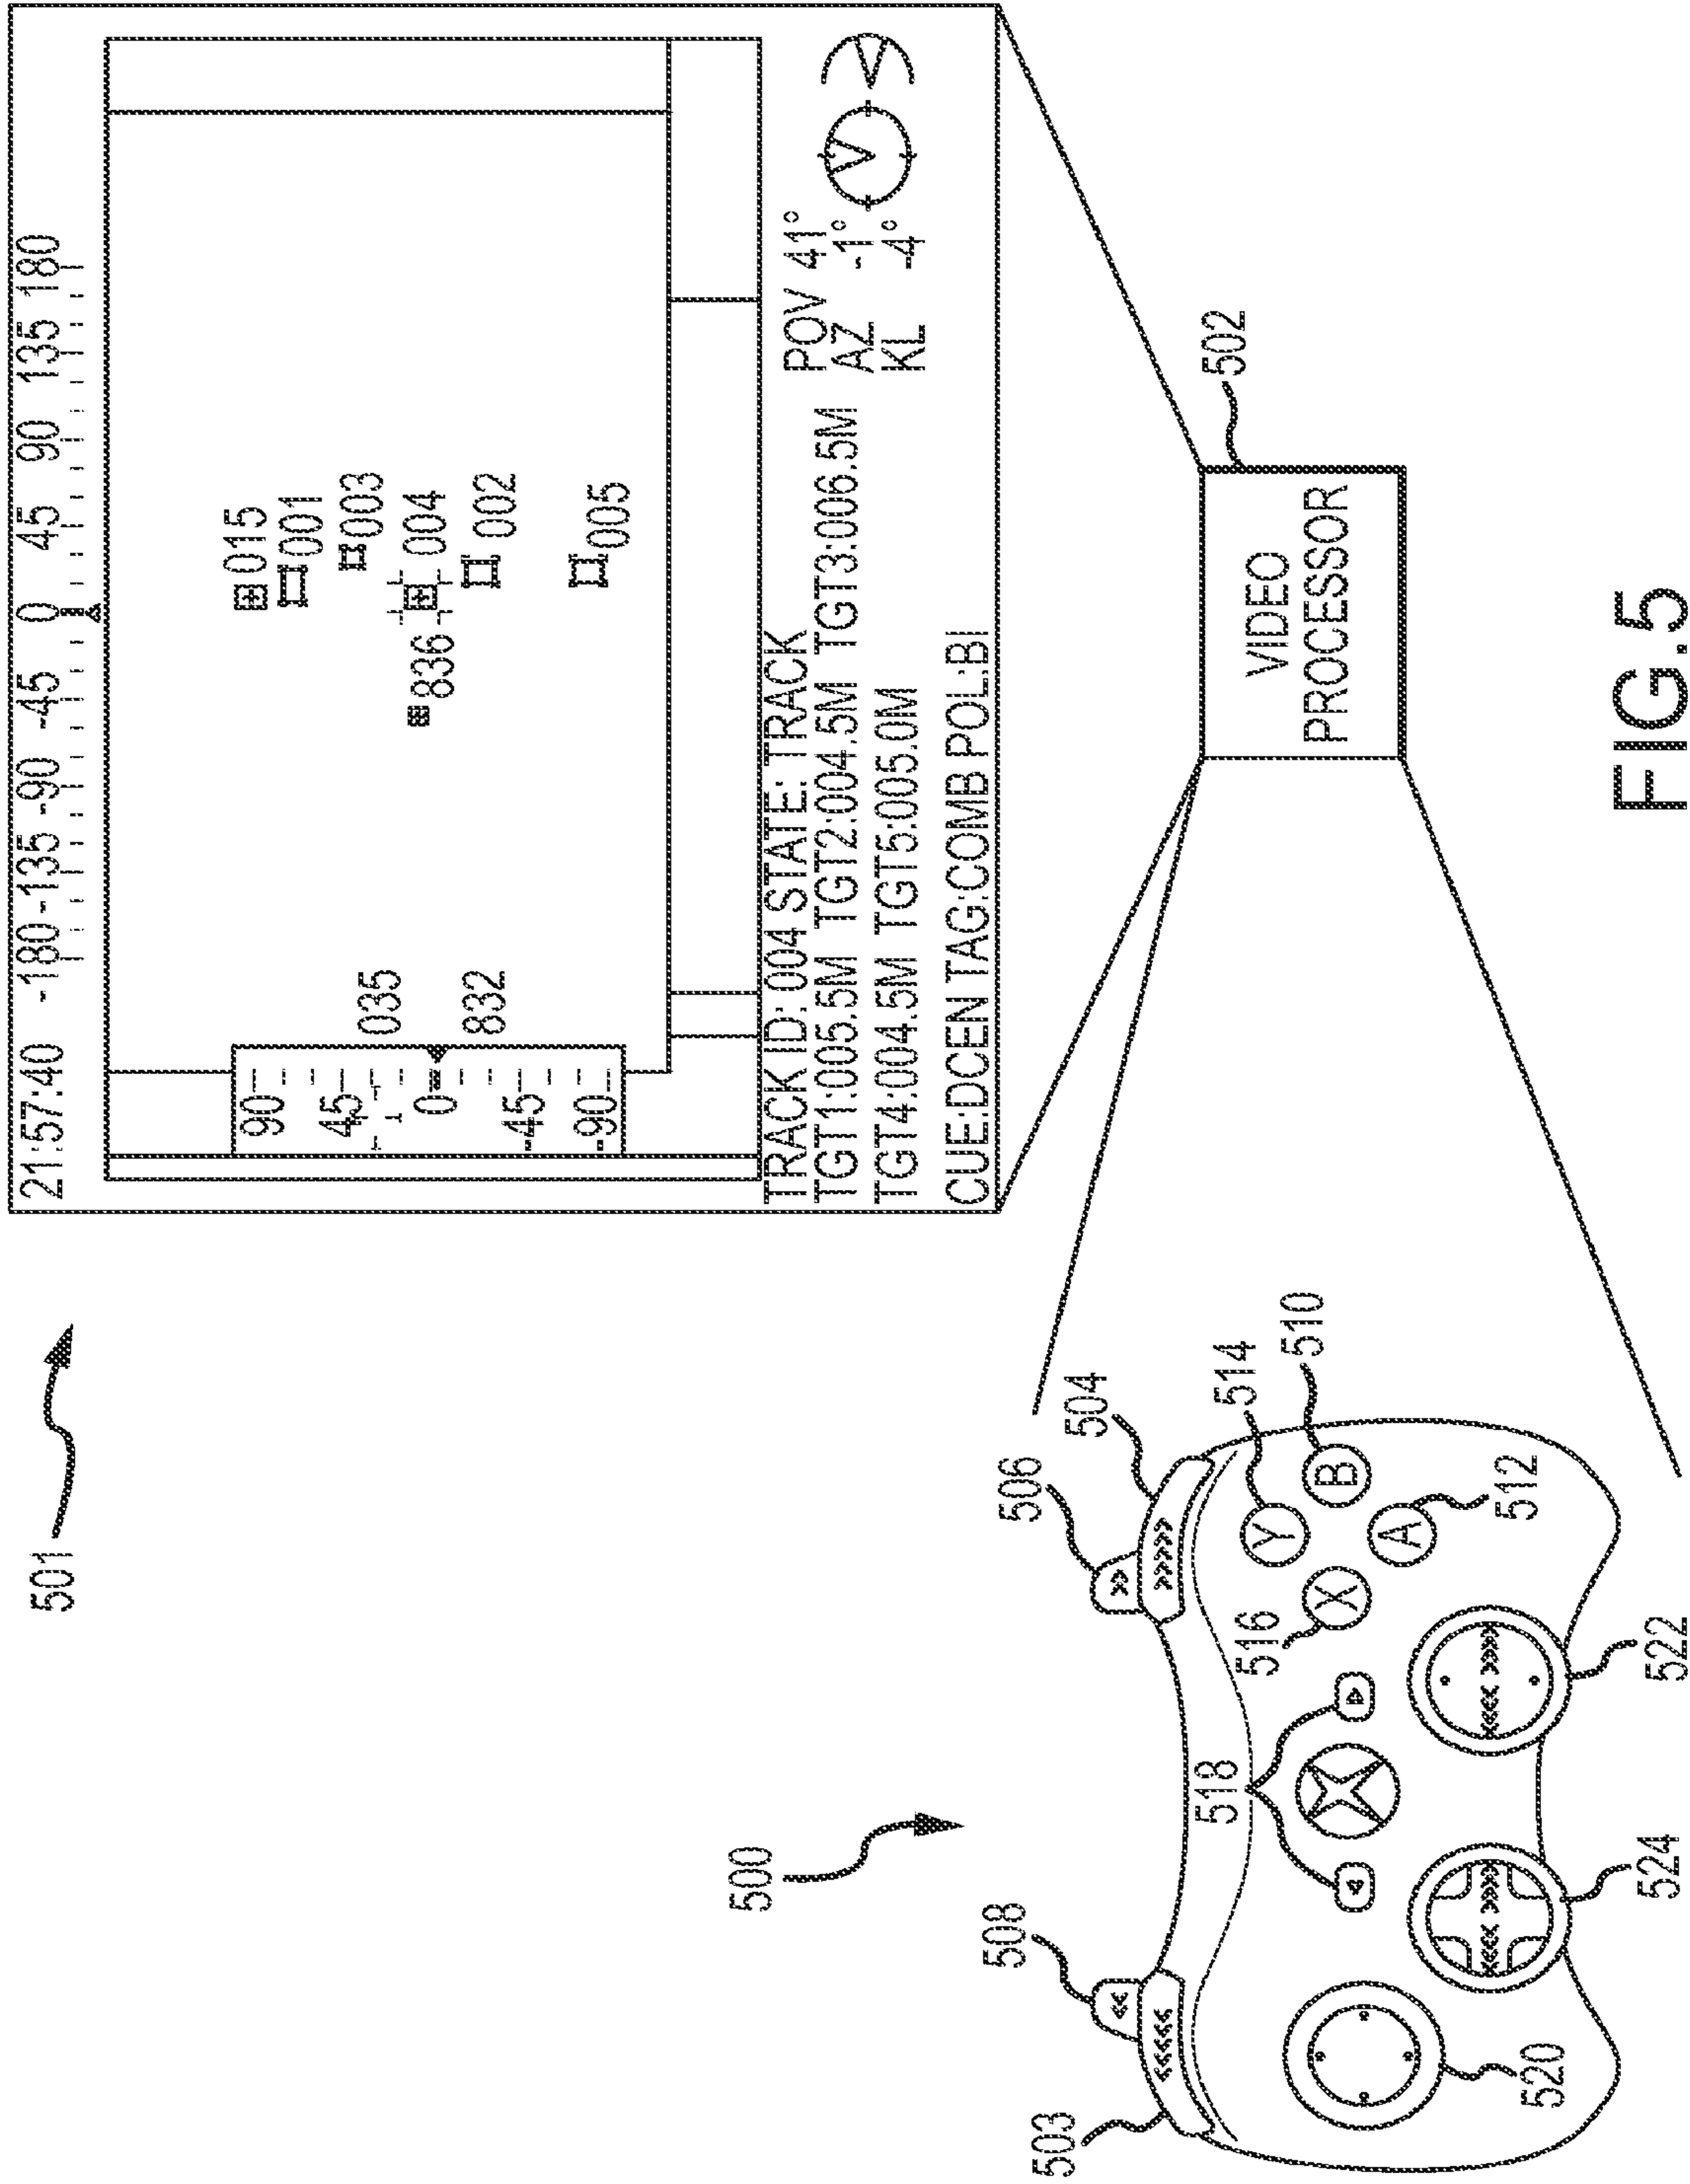 501
21:57:40 -180 -135 -90 -45 0 45 90 135 180
90
45
0
-45
-90
035
832
015
001
003
836
004
002
005
TRACK ID: 004 STATE: TRACK
TGT1:005.5M TGT2:004.5M TGT3:006.5M
TGT4:004.5M TGT5:005.0M
CUE:DCEN TAG:COMB POL:BI
POV 41°
AZ -1°
KL -4°
500
503
508
506
504
514
510
516
518
Y
B
X
A
512
520
524
522
VIDEO
PROCESSOR
502
FIG.5